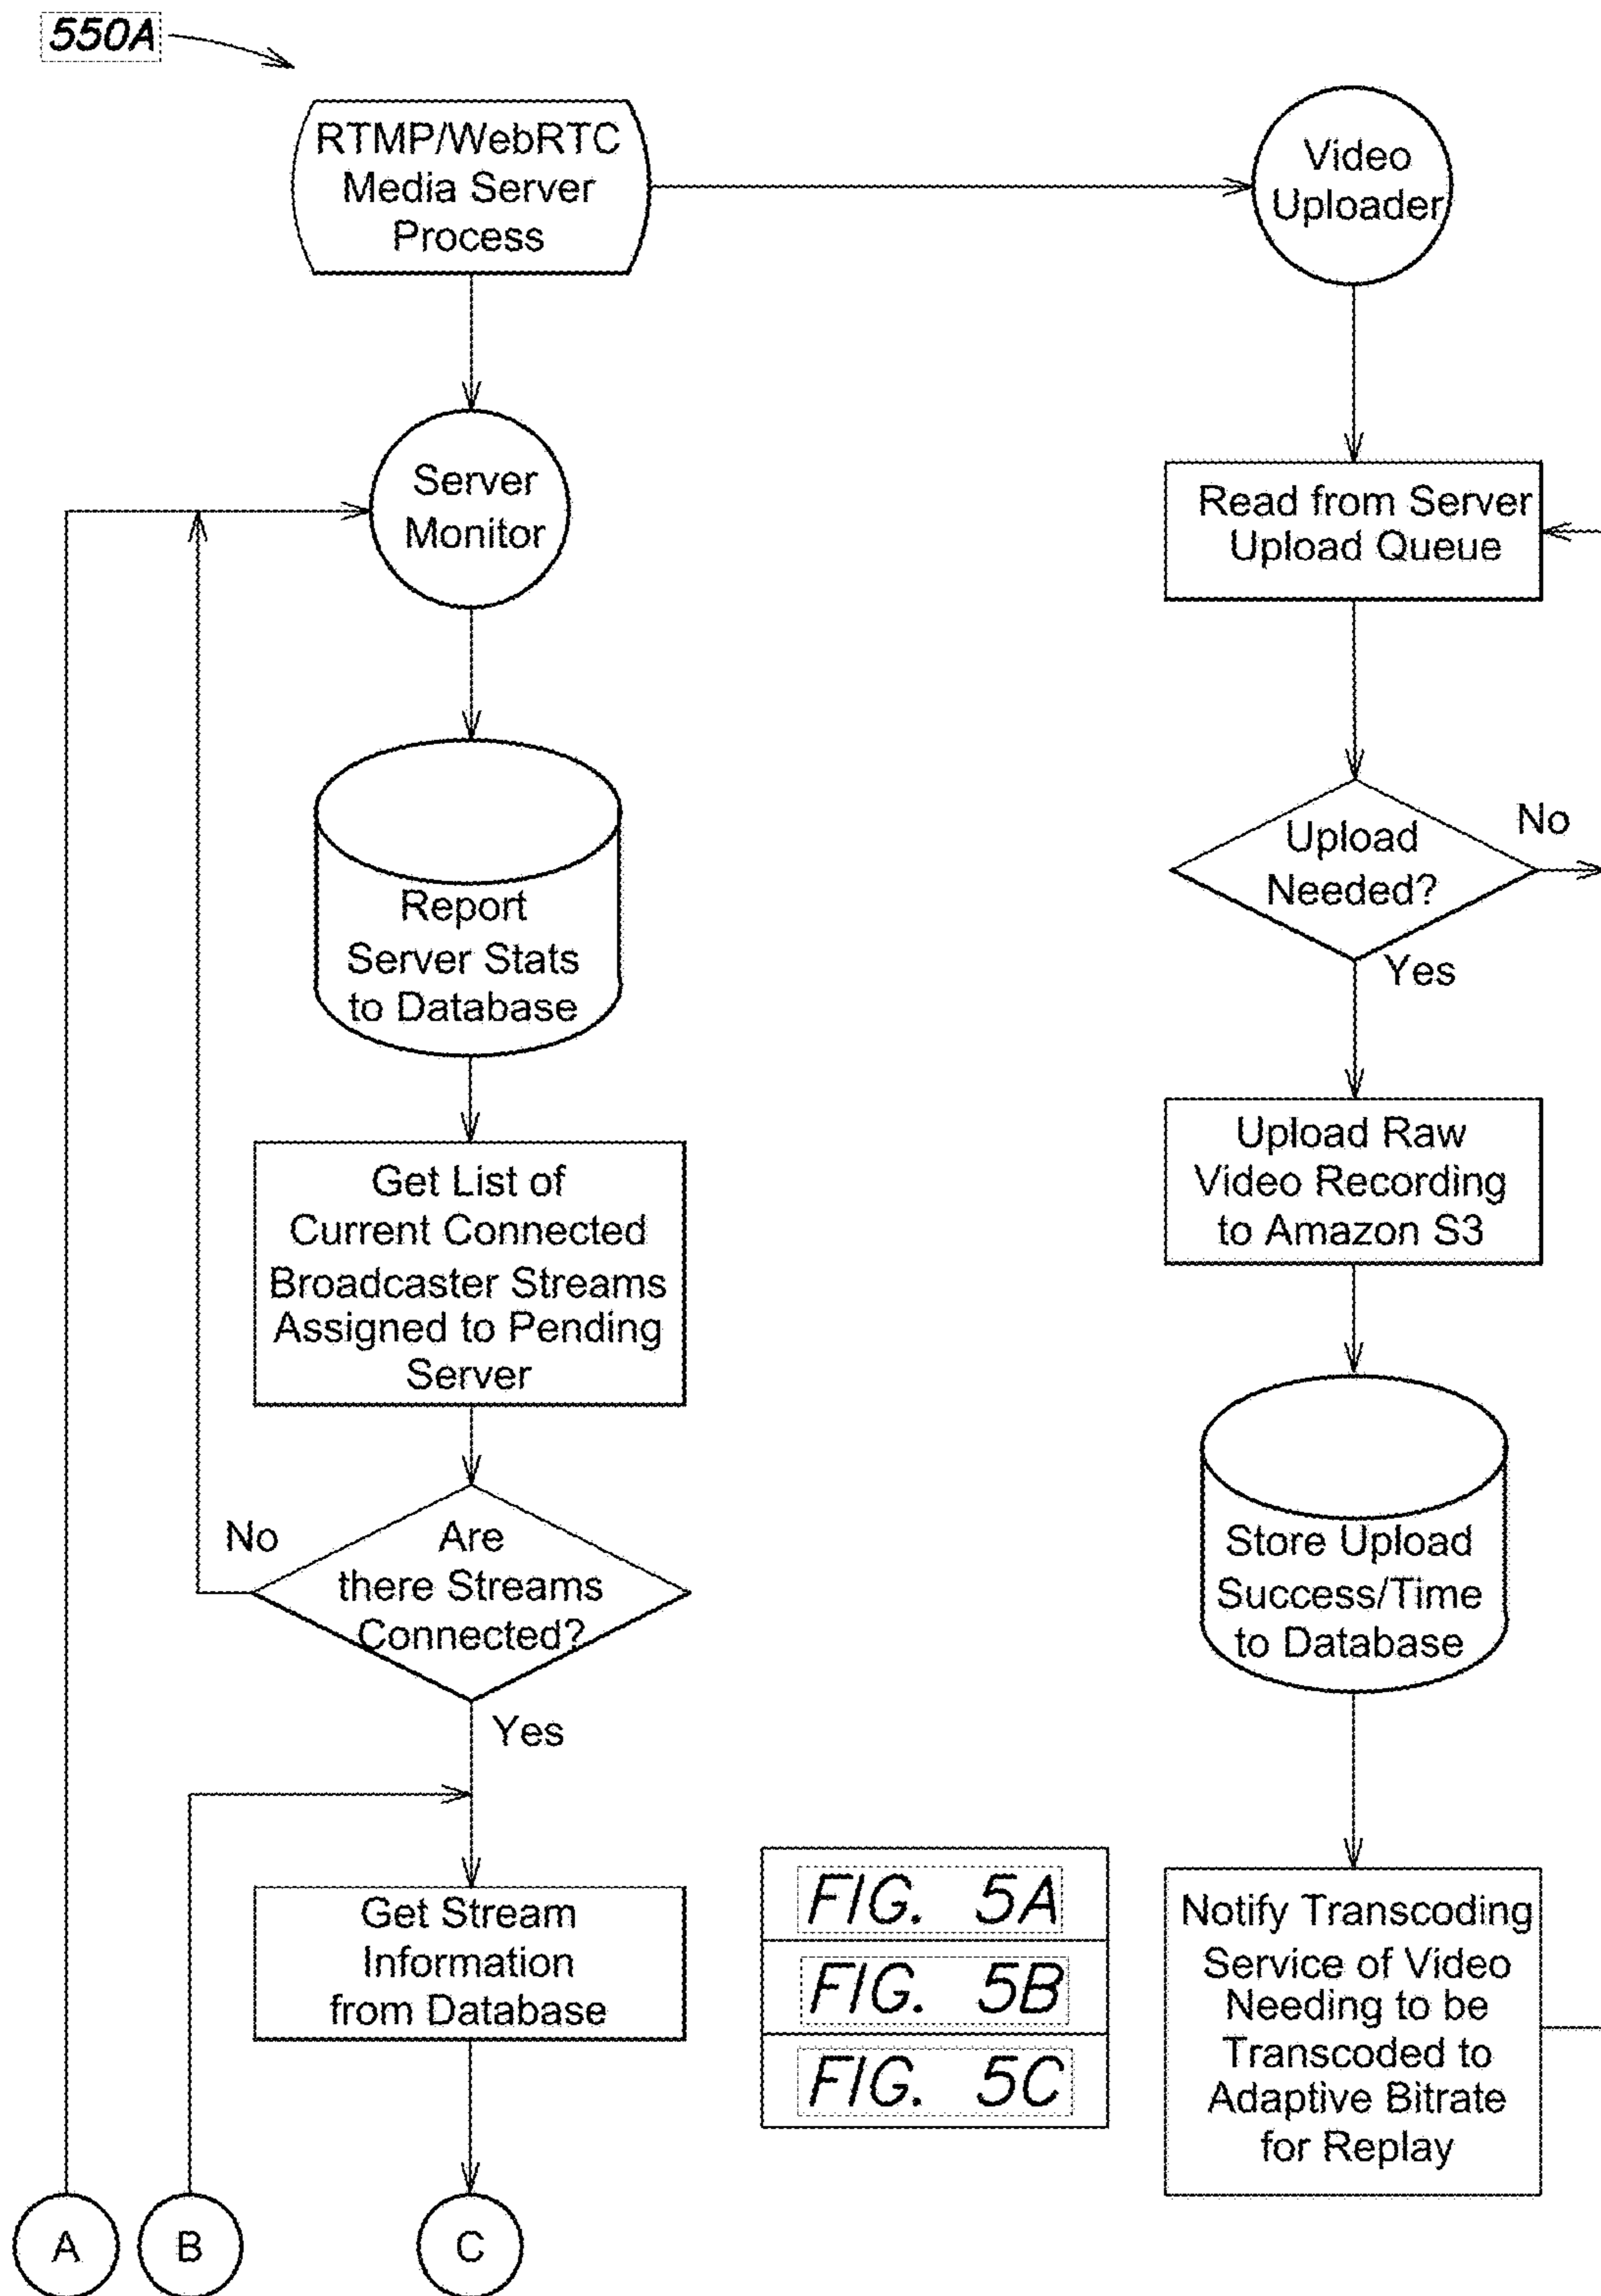 550A
RTMP/WebRTC
Media Server
Process
Video
Uploader
Server
Monitor
Read from Server
Upload Queue
Report
Server Stats
to Database
Upload
Needed?
No
Yes
Get List of
Current Connected
Broadcaster Streams
Assigned to Pending
Server
Upload Raw
Video Recording
to Amazon S3
No
Are
there Streams
Connected?
Yes
Store Upload
Success/Time
to Database
Get Stream
Information
from Database
FIG. 5A
FIG. 5B
FIG. 5C
Notify Transcoding
Service of Video
Needing to be
Transcoded to
Adaptive Bitrate
for Replay
A
B
C